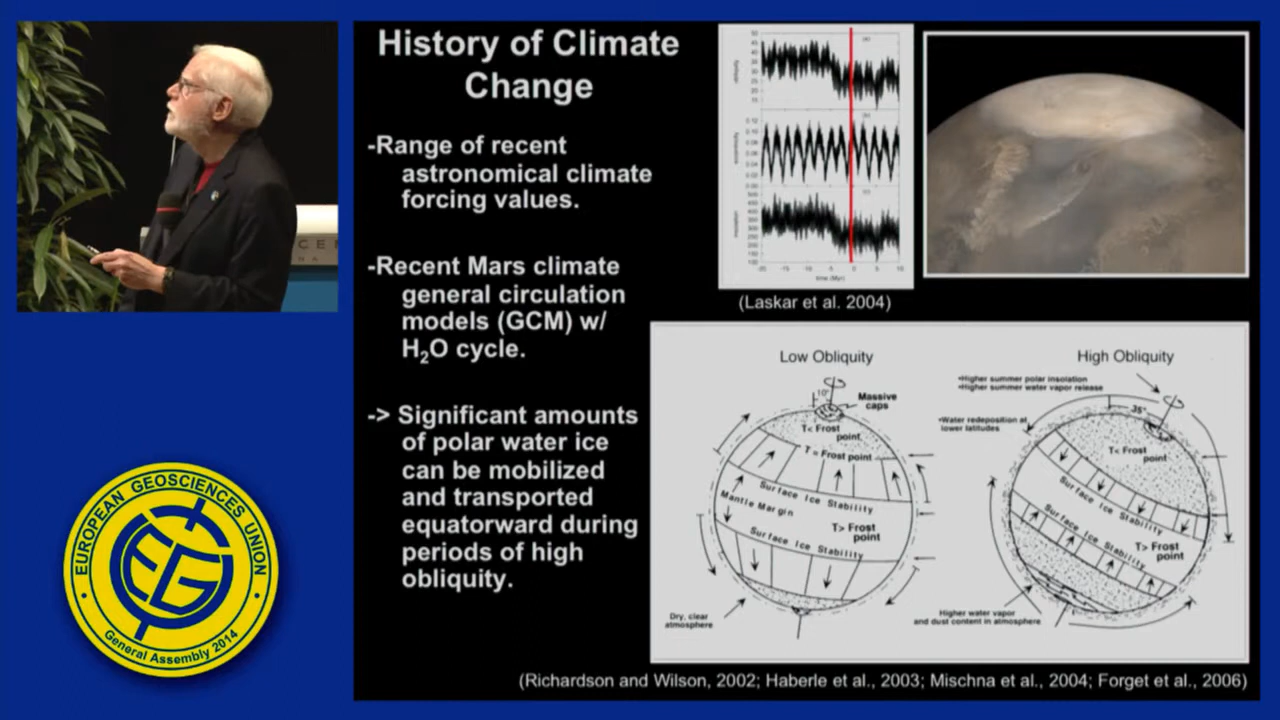 History of Climate
Change
-Range of recent
astronomical climate
forcing values.
-Recent Mars climate
general circulation
models (GCM) w/
H₂O cycle.
-> Significant amounts
of polar water ice
can be mobilized
and transported
equatorward during
periods of high
obliquity.
time (Myr)
(Laskar et al. 2004)
Low Obliquity
10°
Massive
caps
T< Frost
point
T = Frost point
Surface Ice Stability
Mantle Margin
T> Frost
point
Surface Ice Stability
Dry, clear
atmosphere
High Obliquity
•Higher summer polar insolation
•Higher summer water vapor release
35°
•Water redeposition at
lower latitudes
T< Frost
point
Surface Ice Stability
Surface Ice Stability
T> Frost
point
Higher water vapor
and dust content in atmosphere
(Richardson and Wilson, 2002; Haberle et al., 2003; Mischna et al., 2004; Forget et al., 2006)
EUROPEAN GEOSCIENCES UNION
EGU
General Assembly 2014